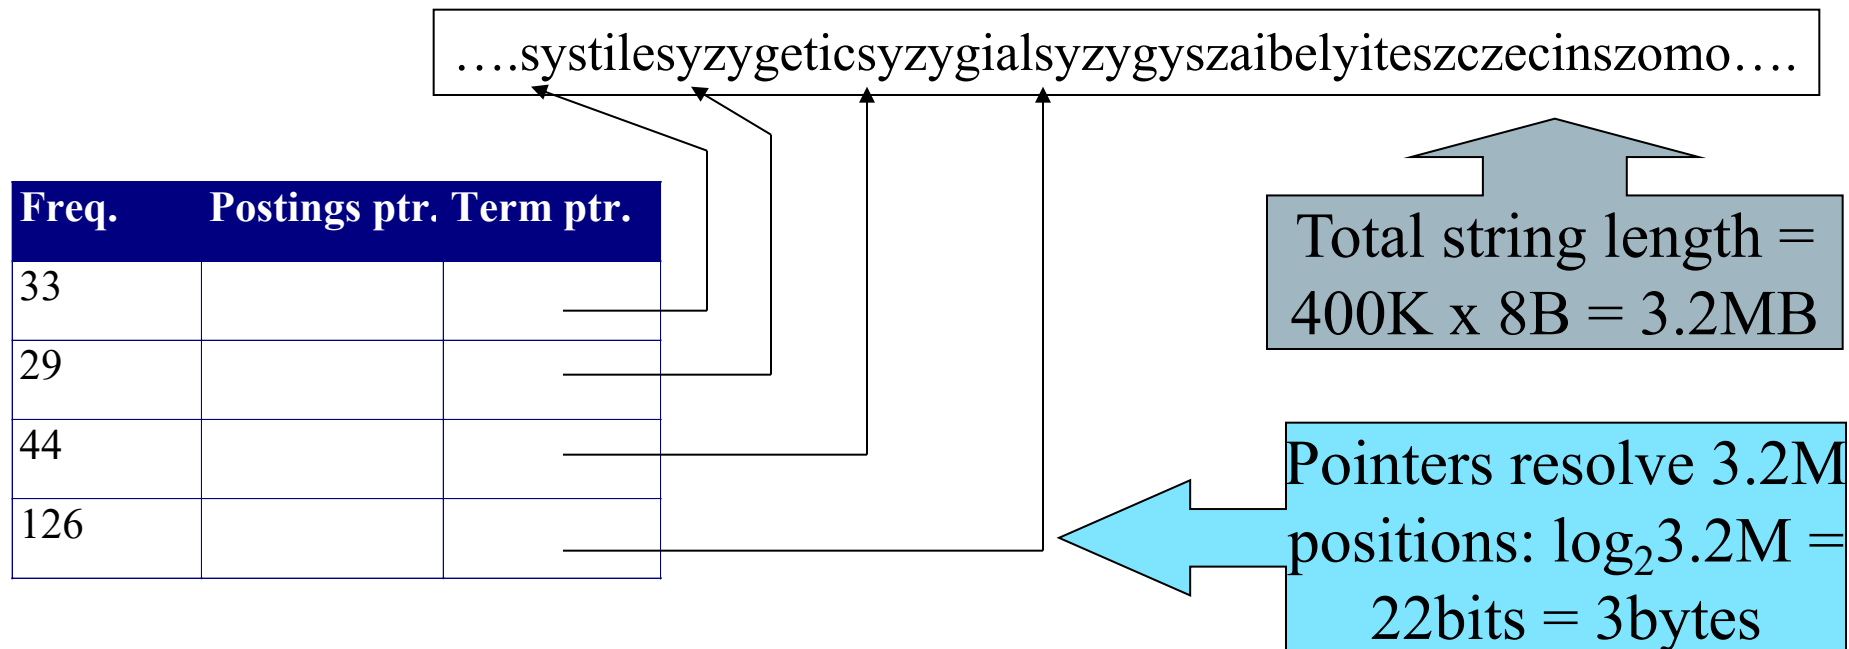 ….systilesyzygeticsyzygialsyzygyszaibelyiteszczecinszomo….
Freq. Postings ptr. Term ptr.
33
29
44
126
Total string length =
400K x 8B = 3.2MB
Pointers resolve 3.2M
positions: log₂3.2M =
22bits = 3bytes